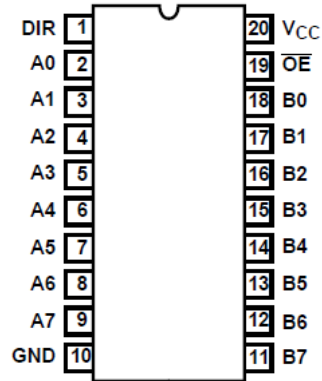 DIR 1 20 VCC
A0 2 19 OE
A1 3 18 B0
A2 4 17 B1
A3 5 16 B2
A4 6 15 B3
A5 7 14 B4
A6 8 13 B5
A7 9 12 B6
GND 10 11 B7